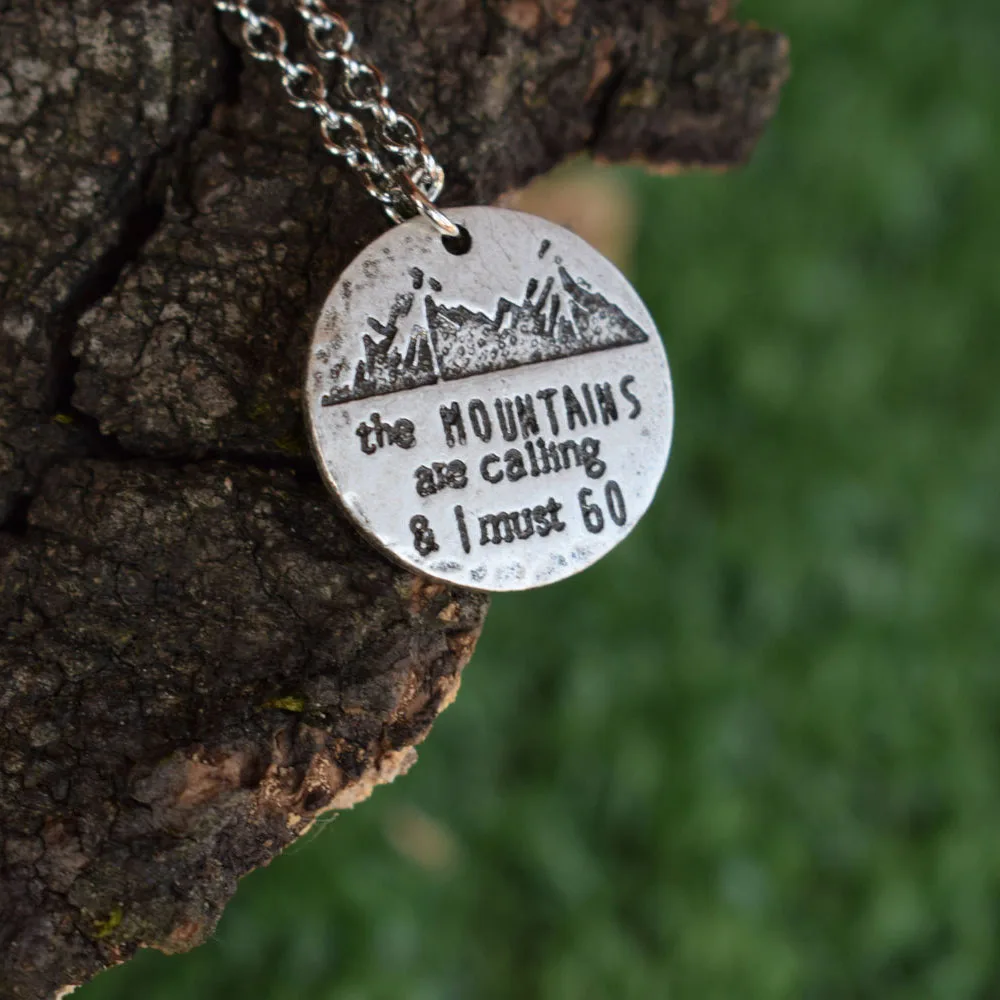 the MOUNTAINS
are calling
& I must GO